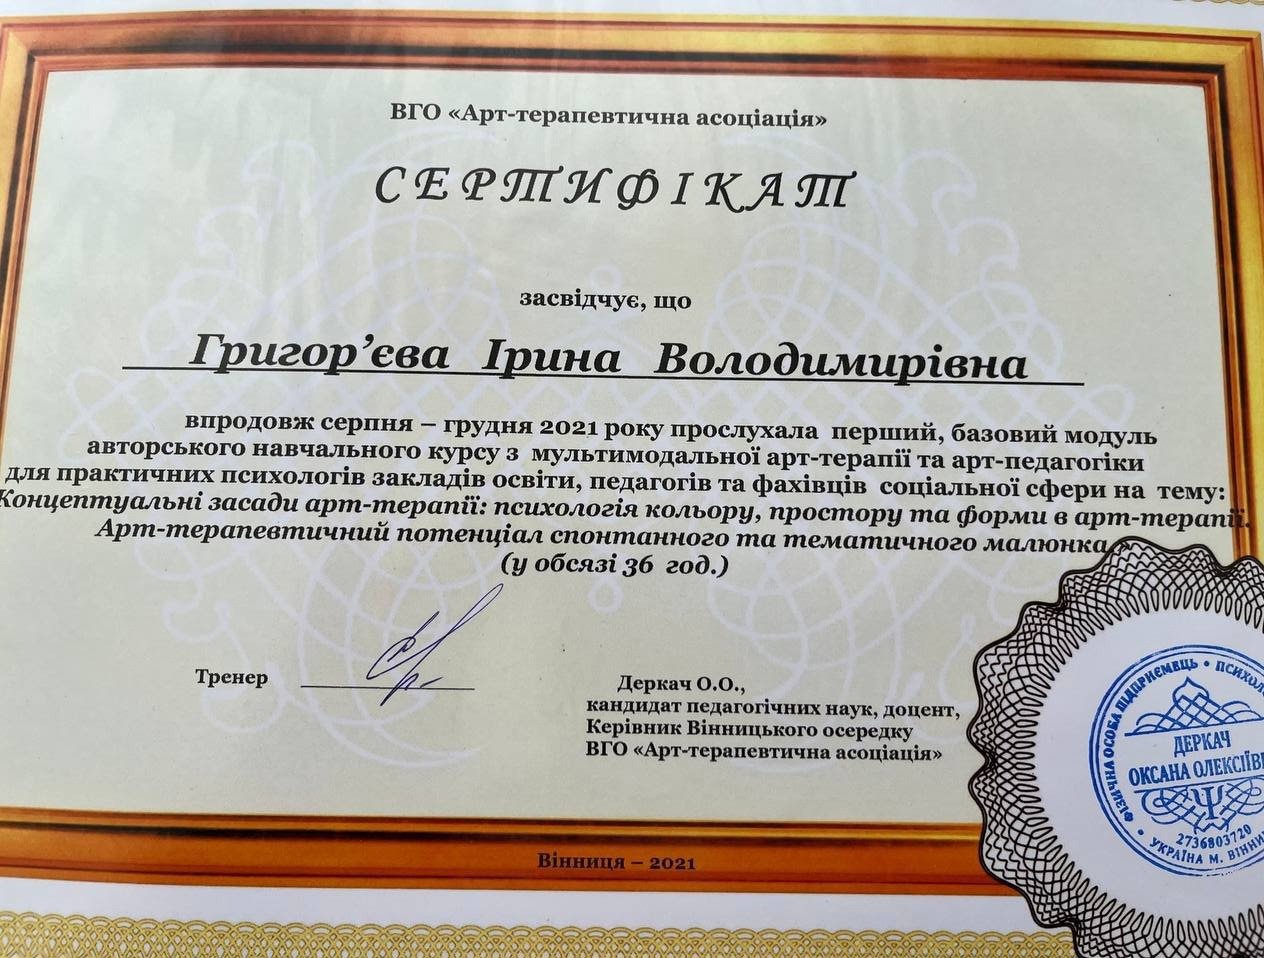 ВГО «Арт-терапевтична асоціація»
СЕРТИФІКАТ
засвідчує, що
Григор’єва Ірина Володимирівна
впродовж серпня – грудня 2021 року прослухала перший, базовий модуль
авторського навчального курсу з мультимодальної арт-терапії та арт-педагогіки
для практичних психологів закладів освіти, педагогів та фахівців соціальної сфери на тему:
Концептуальні засади арт-терапії: психологія кольору, простору та форми в арт-терапії.
Арт-терапевтичний потенціал спонтанного та тематичного малюнка»
(у обсязі 36 год.)
Тренер
Деркач О.О.,
кандидат педагогічних наук, доцент,
Керівник Вінницького осередку
ВГО «Арт-терапевтична асоціація»
ФІЗИЧНА ОСОБА ПІДПРИЄМЕЦЬ •
ДЕРКАЧ
ОКСАНА
2736803720
УКРАЇНА М.
Вінниця – 2021